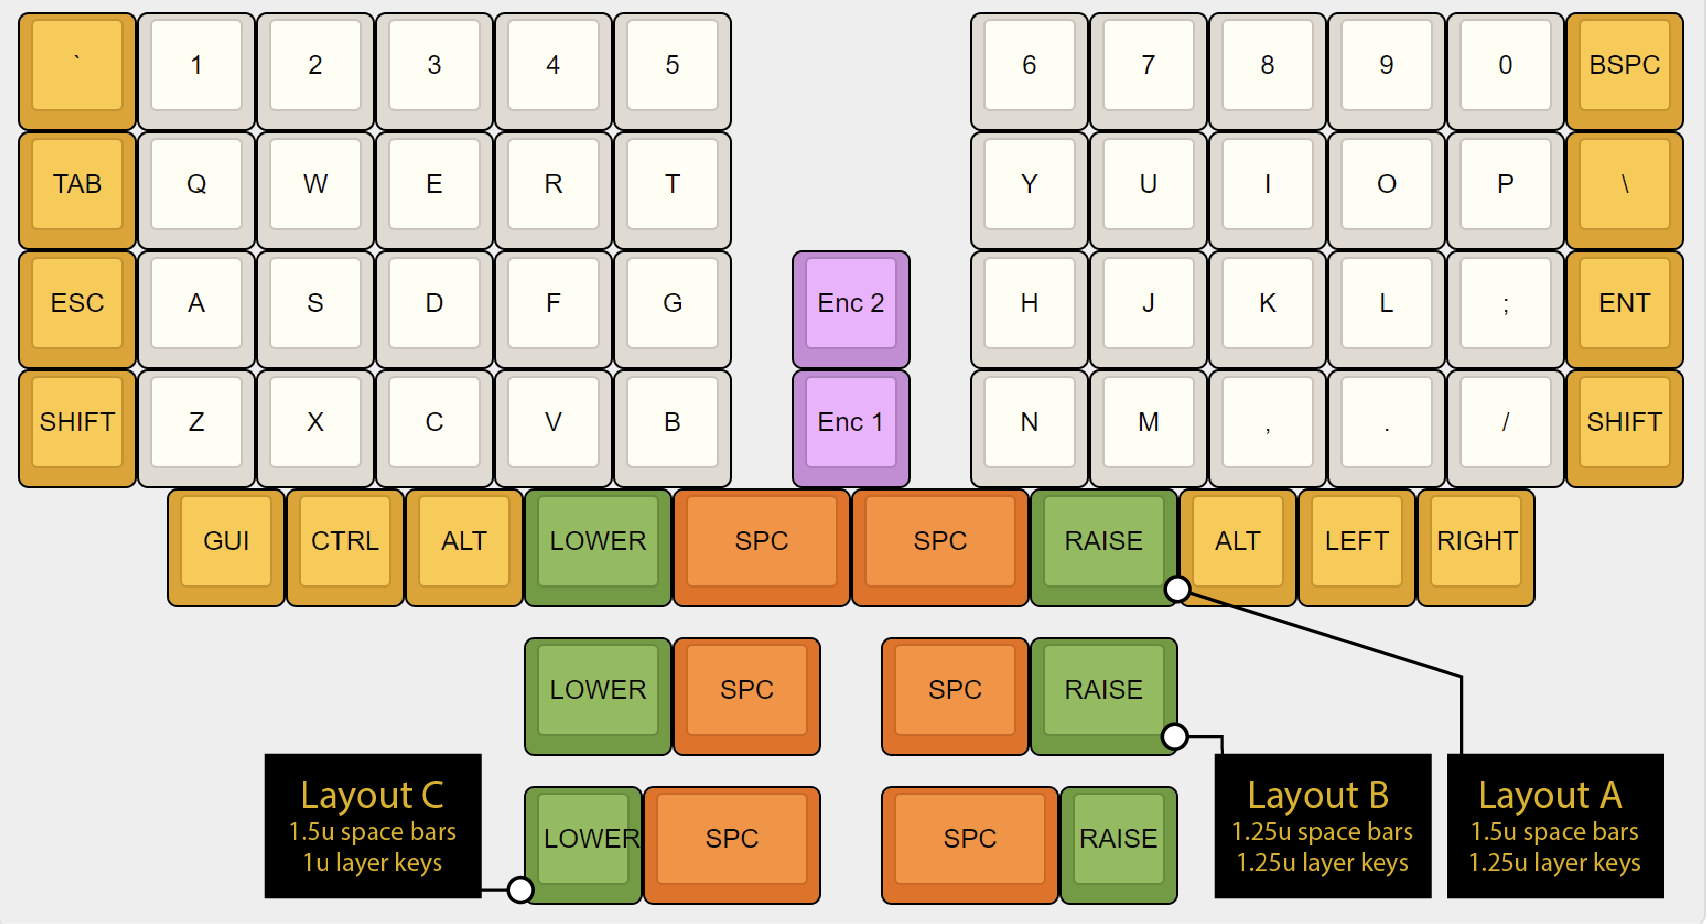 ` 1 2 3 4 5 6 7 8 9 0 BSPC
TAB Q W E R T Y U I O P \
ESC A S D F G Enc 2 H J K L ; ENT
SHIFT Z X C V B Enc 1 N M , . / SHIFT
GUI CTRL ALT LOWER SPC SPC RAISE ALT LEFT RIGHT
LOWER SPC SPC RAISE
LOWER SPC SPC RAISE
Layout C
1.5u space bars
1u layer keys
Layout B
1.25u space bars
1.25u layer keys
Layout A
1.5u space bars
1.25u layer keys